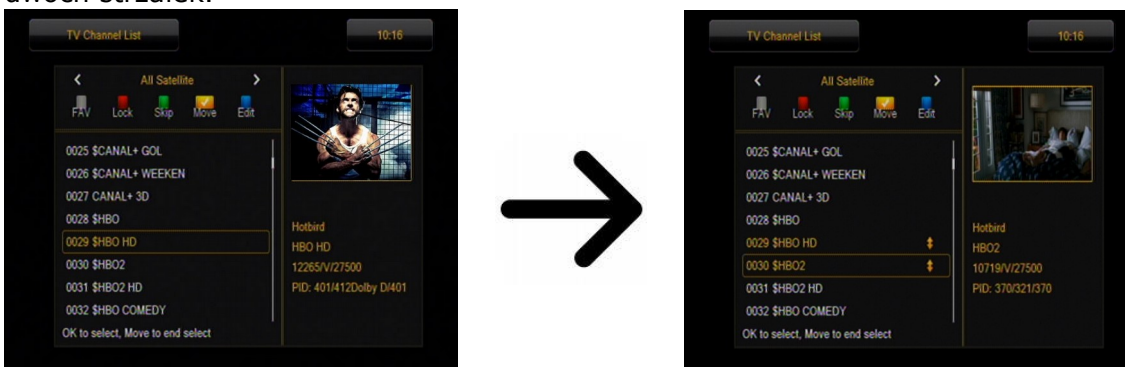 dwóch strzałek.
TV Channel List
10:16
All Satellite
FAV Lock Skip Move Edit
0025 $CANAL+ GOL
0026 $CANAL+ WEEKEN
0027 CANAL+ 3D
0028 $HBO
0029 $HBO HD
0030 $HBO2
0031 $HBO2 HD
0032 $HBO COMEDY
OK to select, Move to end select
Hotbird
HBO HD
12265/V/27500
PID: 401/412Dolby D/401
TV Channel List
10:16
All Satellite
FAV Lock Skip Move Edit
0025 $CANAL+ GOL
0026 $CANAL+ WEEKEN
0027 CANAL+ 3D
0028 $HBO
0029 $HBO HD
0030 $HBO2
0031 $HBO2 HD
0032 $HBO COMEDY
OK to select, Move to end select
Hotbird
HBO2
10719/V/27500
PID: 370/321/370